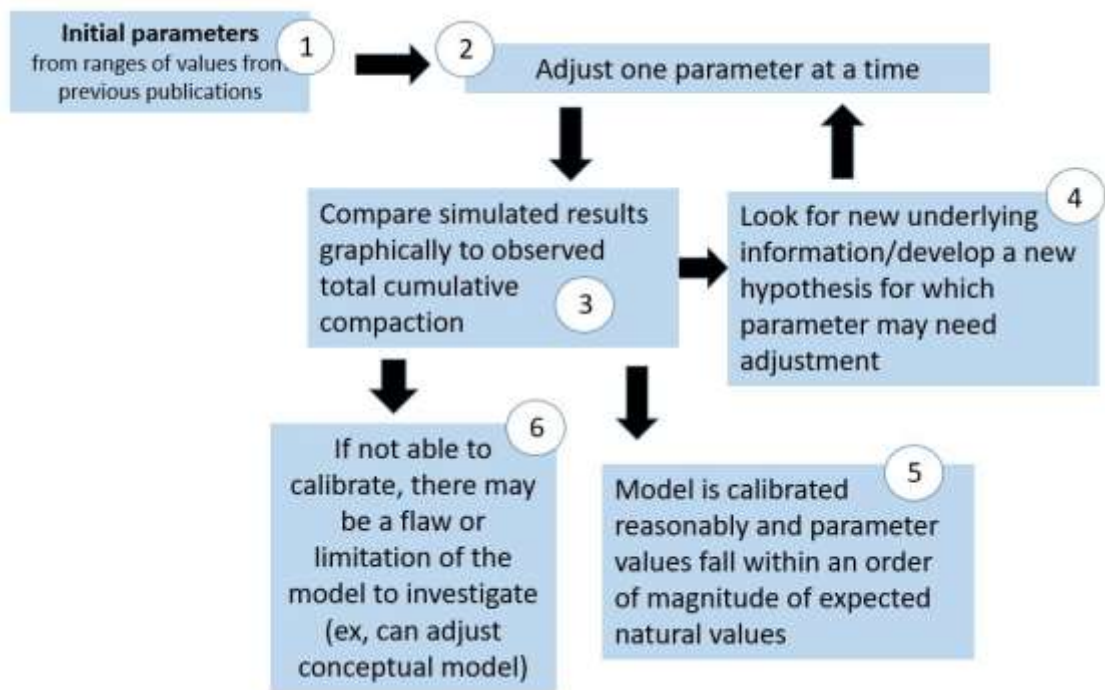 Initial parameters
1
from ranges of values from
previous publications
2
Adjust one parameter at a time
Compare simulated results
graphically to observed
total cumulative
compaction
3
4
Look for new underlying
information/develop a new
hypothesis for which
parameter may need
adjustment
5
Model is calibrated
reasonably and parameter
values fall within an order
of magnitude of expected
natural values
6
If not able to
calibrate, there may
be a flaw or
limitation of the
model to investigate
(ex, can adjust
conceptual model)